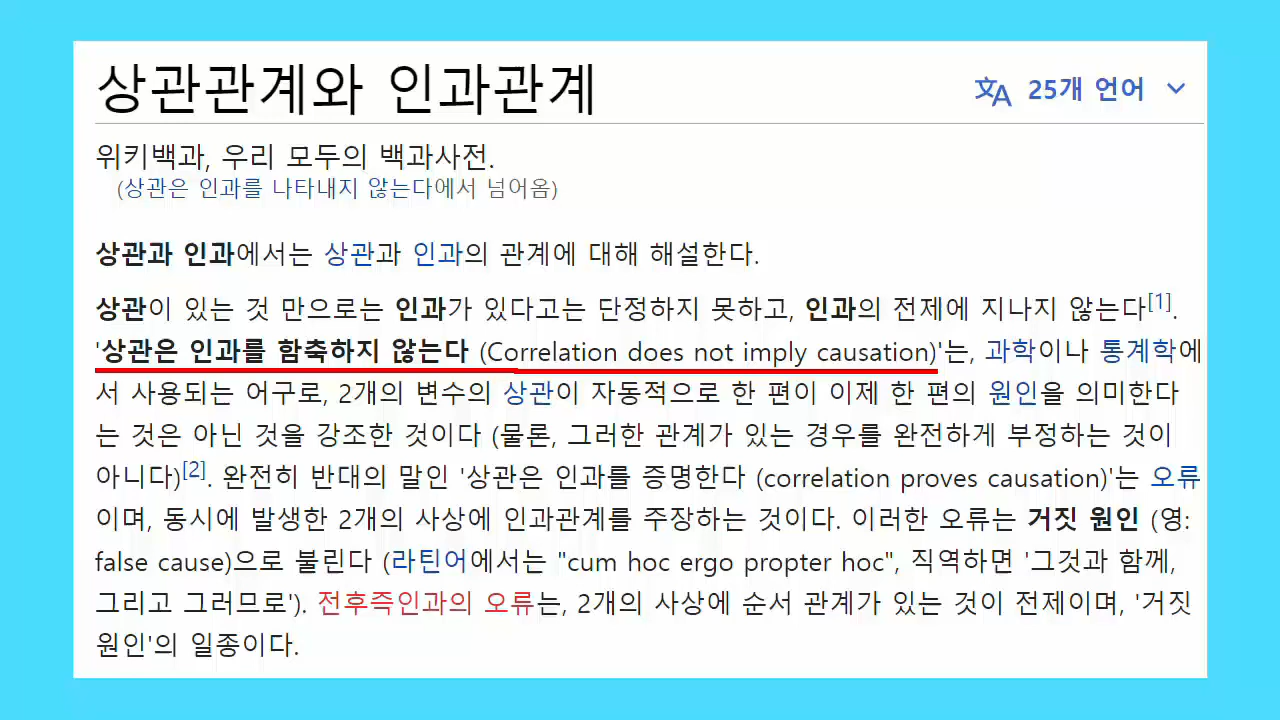 상관관계와 인과관계
文A 25개 언어
위키백과, 우리 모두의 백과사전.
(상관은 인과를 나타내지 않는다에서 넘어옴)
상관과 인과에서는 상관과 인과의 관계에 대해 해설한다.
상관이 있는 것 만으로는 인과가 있다고는 단정하지 못하고, 인과의 전제에 지나지 않는다[1].
'상관은 인과를 함축하지 않는다 (Correlation does not imply causation)'는, 과학이나 통계학에
서 사용되는 어구로, 2개의 변수의 상관이 자동적으로 한 편이 이제 한 편의 원인을 의미한다
는 것은 아닌 것을 강조한 것이다 (물론, 그러한 관계가 있는 경우를 완전하게 부정하는 것이
아니다)[2]. 완전히 반대의 말인 '상관은 인과를 증명한다 (correlation proves causation)'는 오류
이며, 동시에 발생한 2개의 사상에 인과관계를 주장하는 것이다. 이러한 오류는 거짓 원인 (영:
false cause)으로 불린다 (라틴어에서는 "cum hoc ergo propter hoc", 직역하면 '그것과 함께,
그리고 그러므로'). 전후즉인과의 오류는, 2개의 사상에 순서 관계가 있는 것이 전제이며, '거짓
원인'의 일종이다.